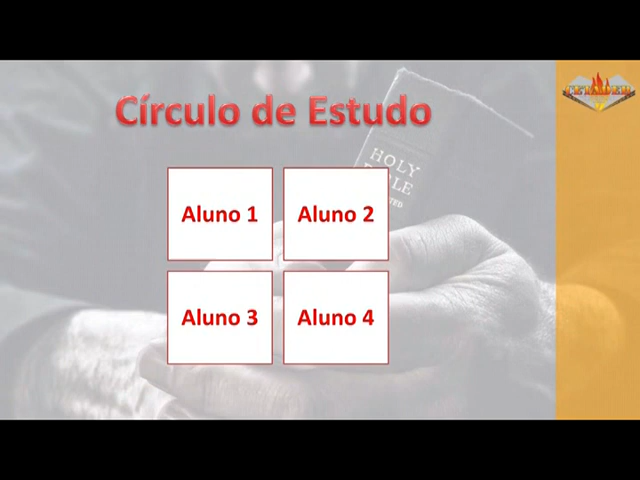 Círculo de Estudo
HOLY
BIBLE
Aluno 1
Aluno 2
Aluno 3
Aluno 4